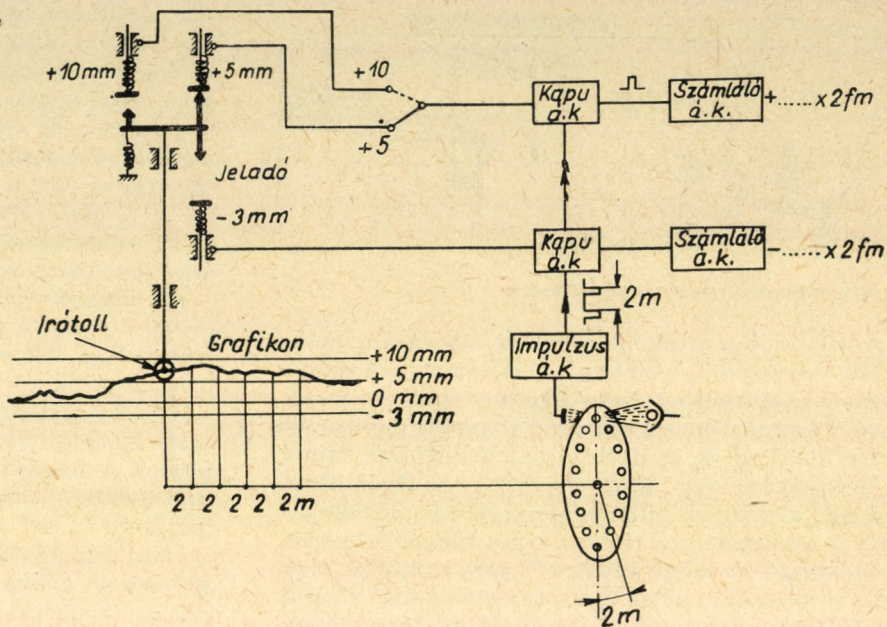 +10 mm
+5 mm
+10
+5
Kapu
á.k
Számláló
á.k.
+ ...... x2fm
Jeladó
-3 mm
Kapu
á.k
Számláló
á.k.
- ...... x2fm
2m
Irótoll
Grafikon
+10 mm
+ 5 mm
0 mm
- 3 mm
Impulzus
á.k
2 2 2 2 2m
2m